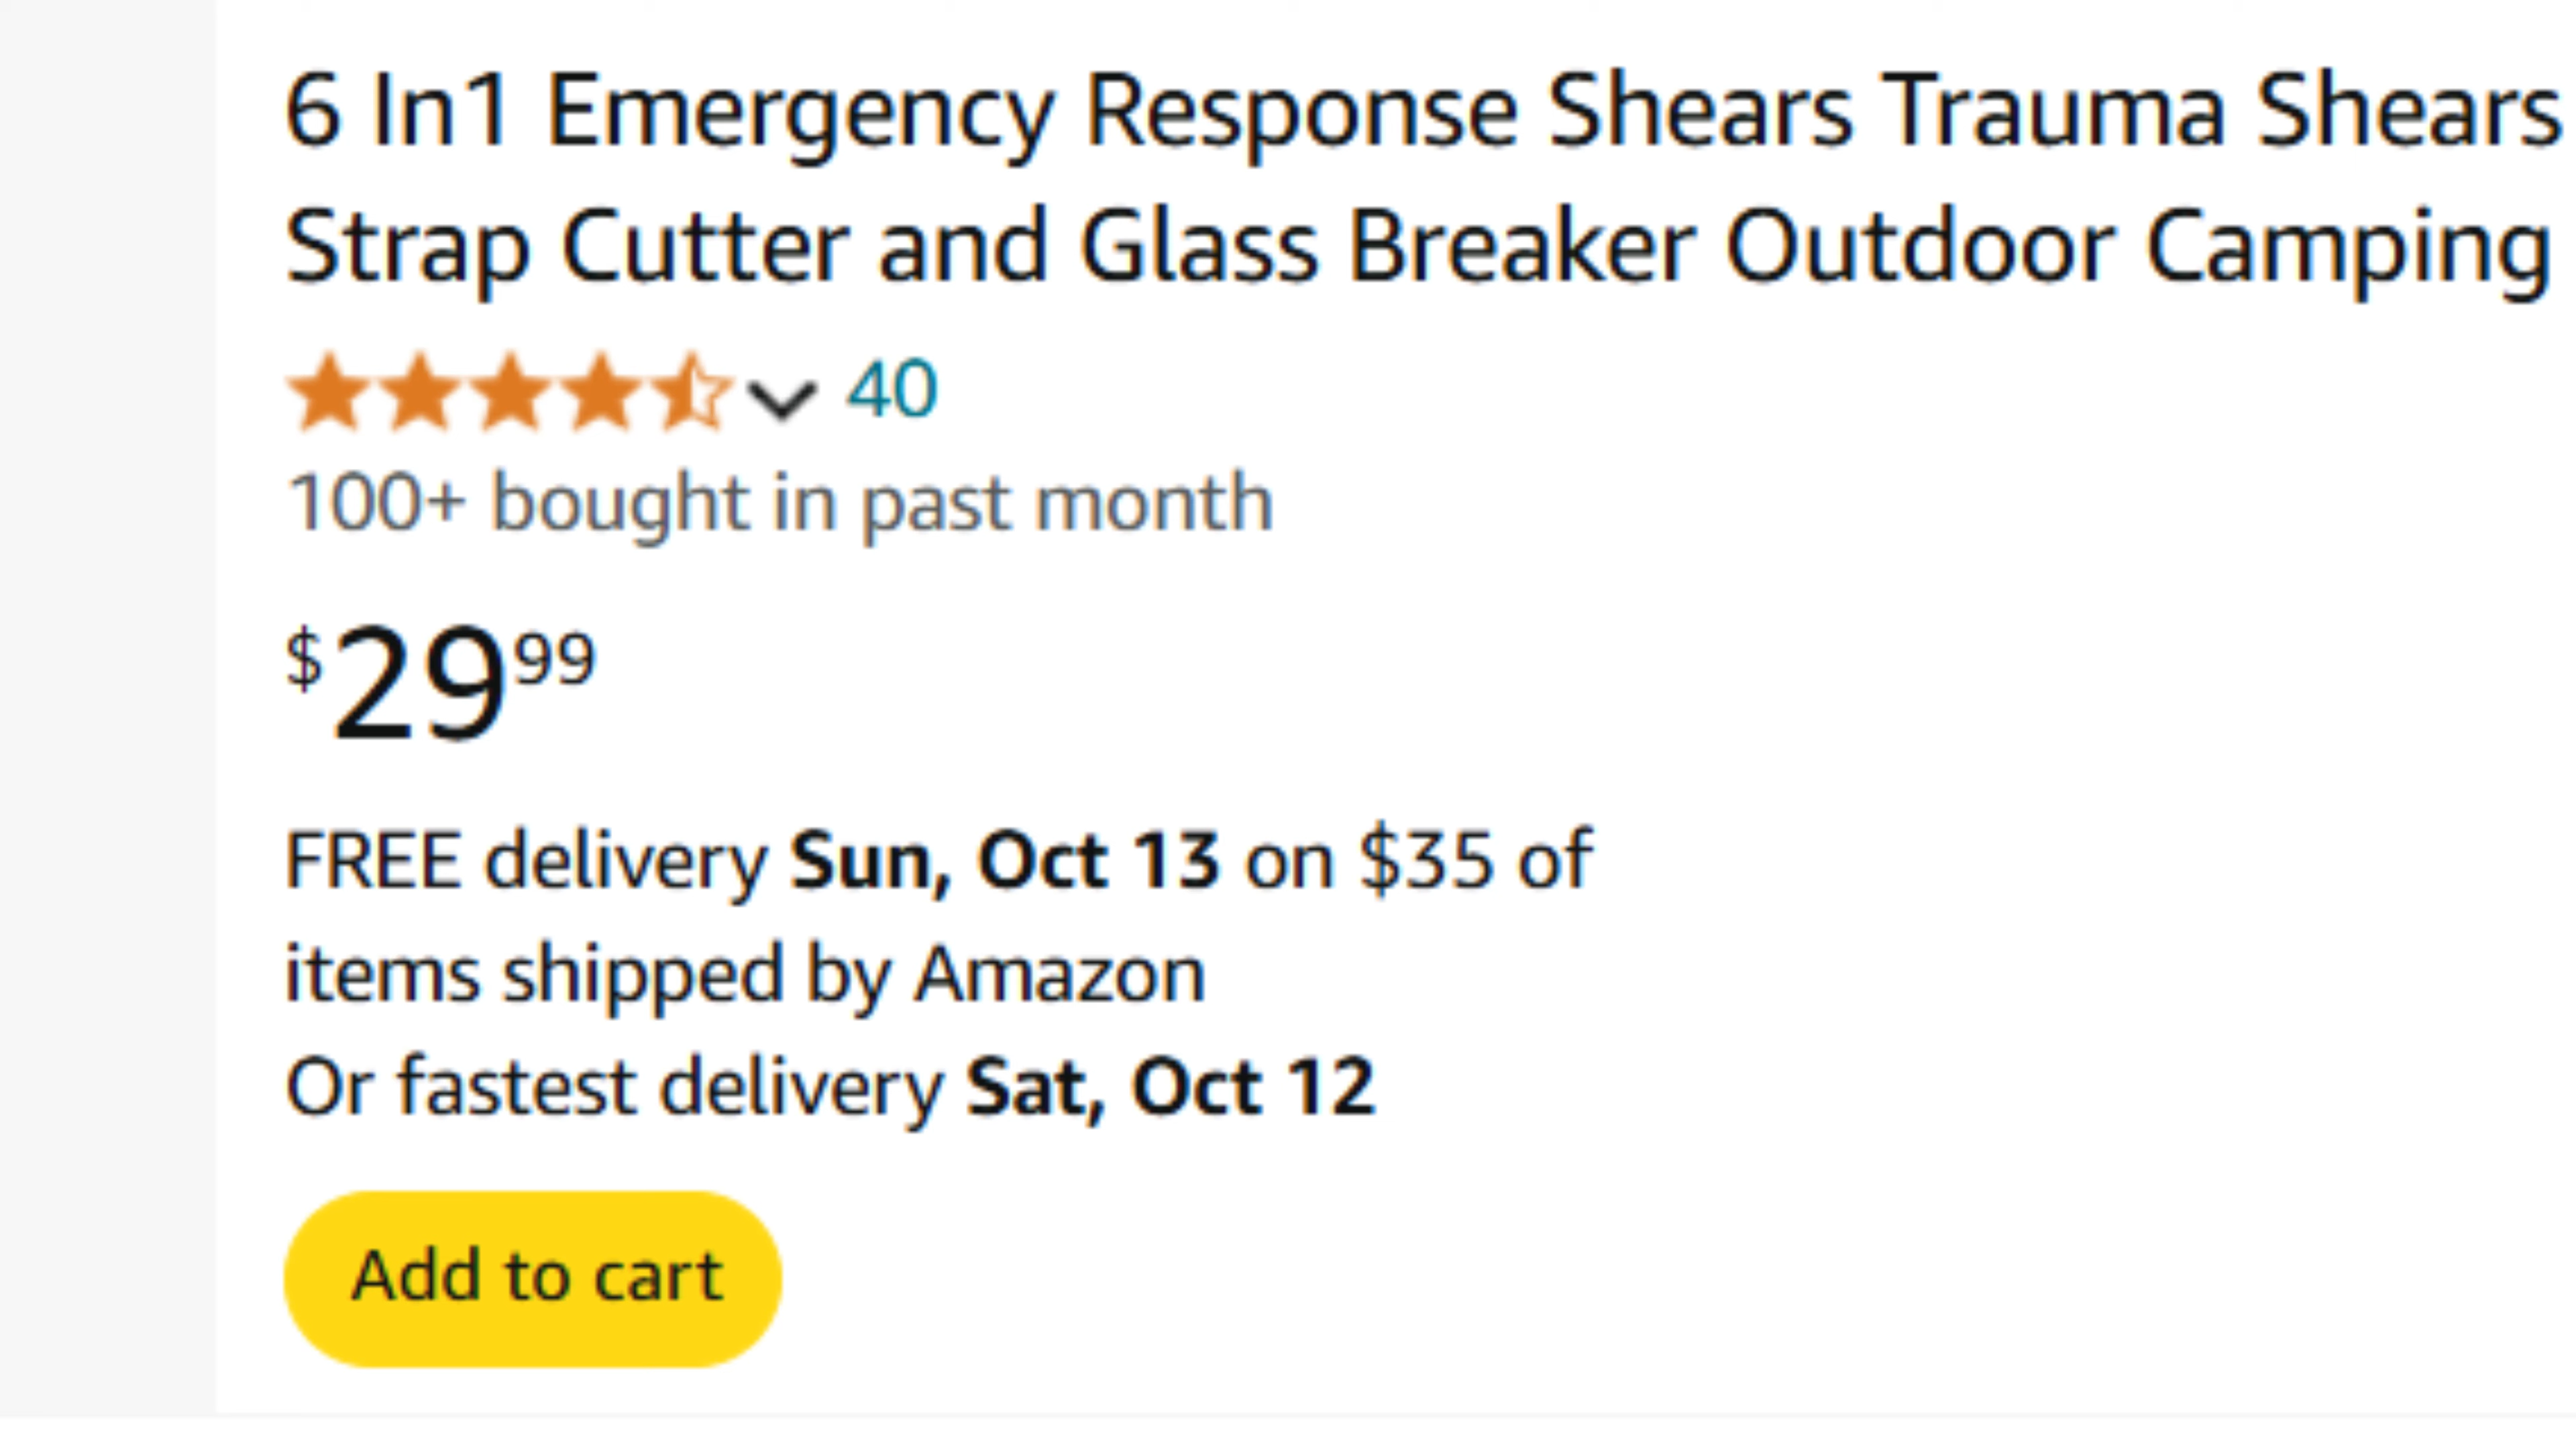 6 In1 Emergency Response Shears Trauma Shears
Strap Cutter and Glass Breaker Outdoor Camping
40
100+ bought in past month
$2999
FREE delivery Sun, Oct 13 on $35 of
items shipped by Amazon
Or fastest delivery Sat, Oct 12
Add to cart